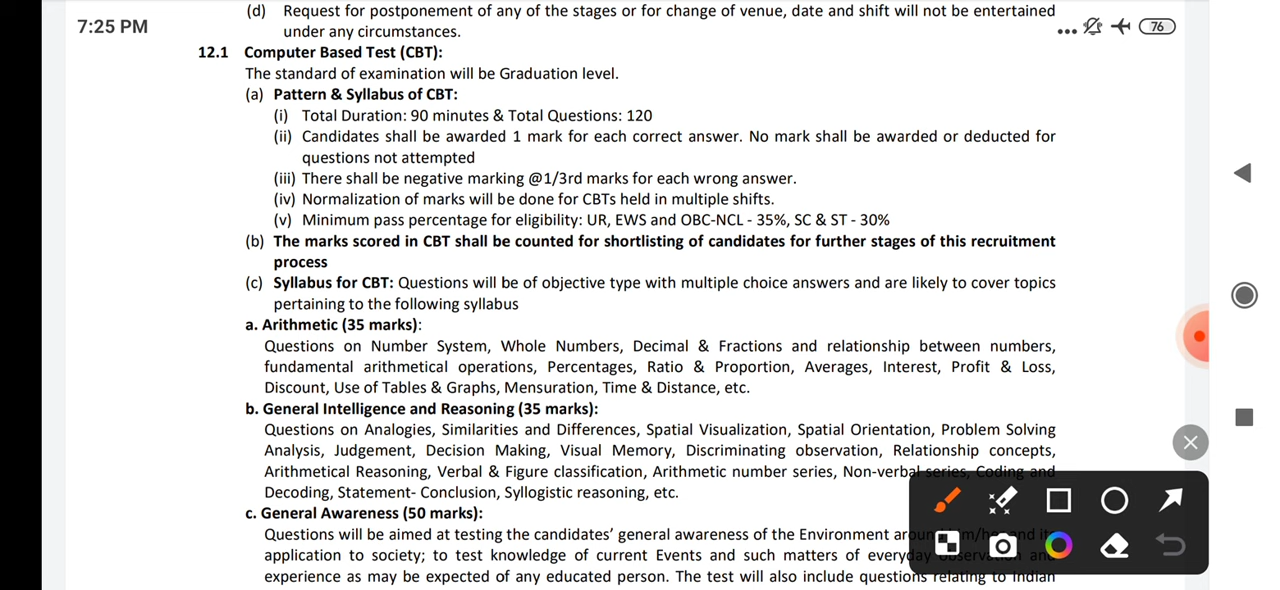 7:25 PM
76
(d) Request for postponement of any of the stages or for change of venue, date and shift will not be entertained
under any circumstances.
12.1 Computer Based Test (CBT):
The standard of examination will be Graduation level.
(a) Pattern & Syllabus of CBT:
(i) Total Duration: 90 minutes & Total Questions: 120
(ii) Candidates shall be awarded 1 mark for each correct answer. No mark shall be awarded or deducted for
questions not attempted
(iii) There shall be negative marking @1/3rd marks for each wrong answer.
(iv) Normalization of marks will be done for CBTs held in multiple shifts.
(v) Minimum pass percentage for eligibility: UR, EWS and OBC-NCL - 35%, SC & ST - 30%
(b) The marks scored in CBT shall be counted for shortlisting of candidates for further stages of this recruitment
process
(c) Syllabus for CBT: Questions will be of objective type with multiple choice answers and are likely to cover topics
pertaining to the following syllabus
a. Arithmetic (35 marks):
Questions on Number System, Whole Numbers, Decimal & Fractions and relationship between numbers,
fundamental arithmetical operations, Percentages, Ratio & Proportion, Averages, Interest, Profit & Loss,
Discount, Use of Tables & Graphs, Mensuration, Time & Distance, etc.
b. General Intelligence and Reasoning (35 marks):
Questions on Analogies, Similarities and Differences, Spatial Visualization, Spatial Orientation, Problem Solving
Analysis, Judgement, Decision Making, Visual Memory, Discriminating observation, Relationship concepts,
Arithmetical Reasoning, Verbal & Figure classification, Arithmetic number series, Non-verbal series, Coding and
Decoding, Statement- Conclusion, Syllogistic reasoning, etc.
c. General Awareness (50 marks):
Questions will be aimed at testing the candidates' general awareness of the Environment around him/her and its
application to society; to test knowledge of current Events and such matters of everyday observation and
experience as may be expected of any educated person. The test will also include questions relating to Indian